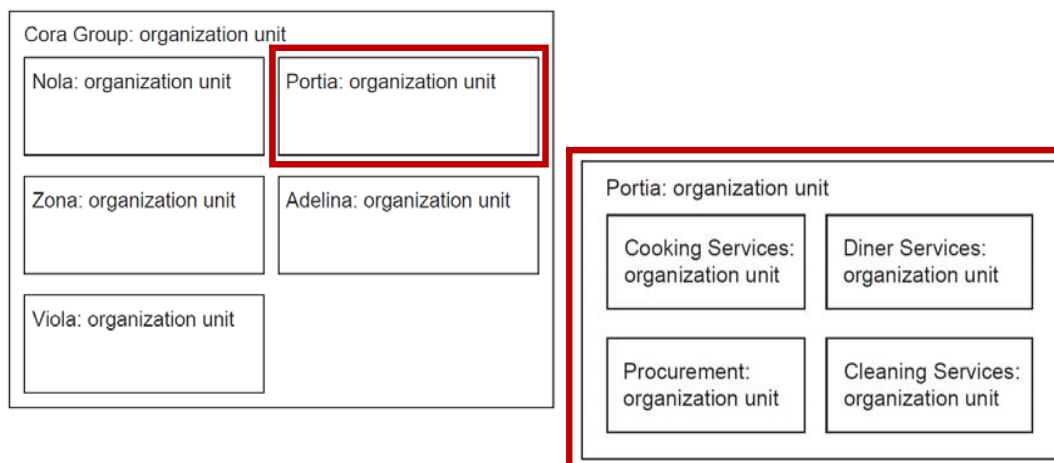 Cora Group: organization unit
Nola: organization unit
Portia: organization unit
Zona: organization unit
Adelina: organization unit
Viola: organization unit
Portia: organization unit
Cooking Services:
organization unit
Diner Services:
organization unit
Procurement:
organization unit
Cleaning Services:
organization unit